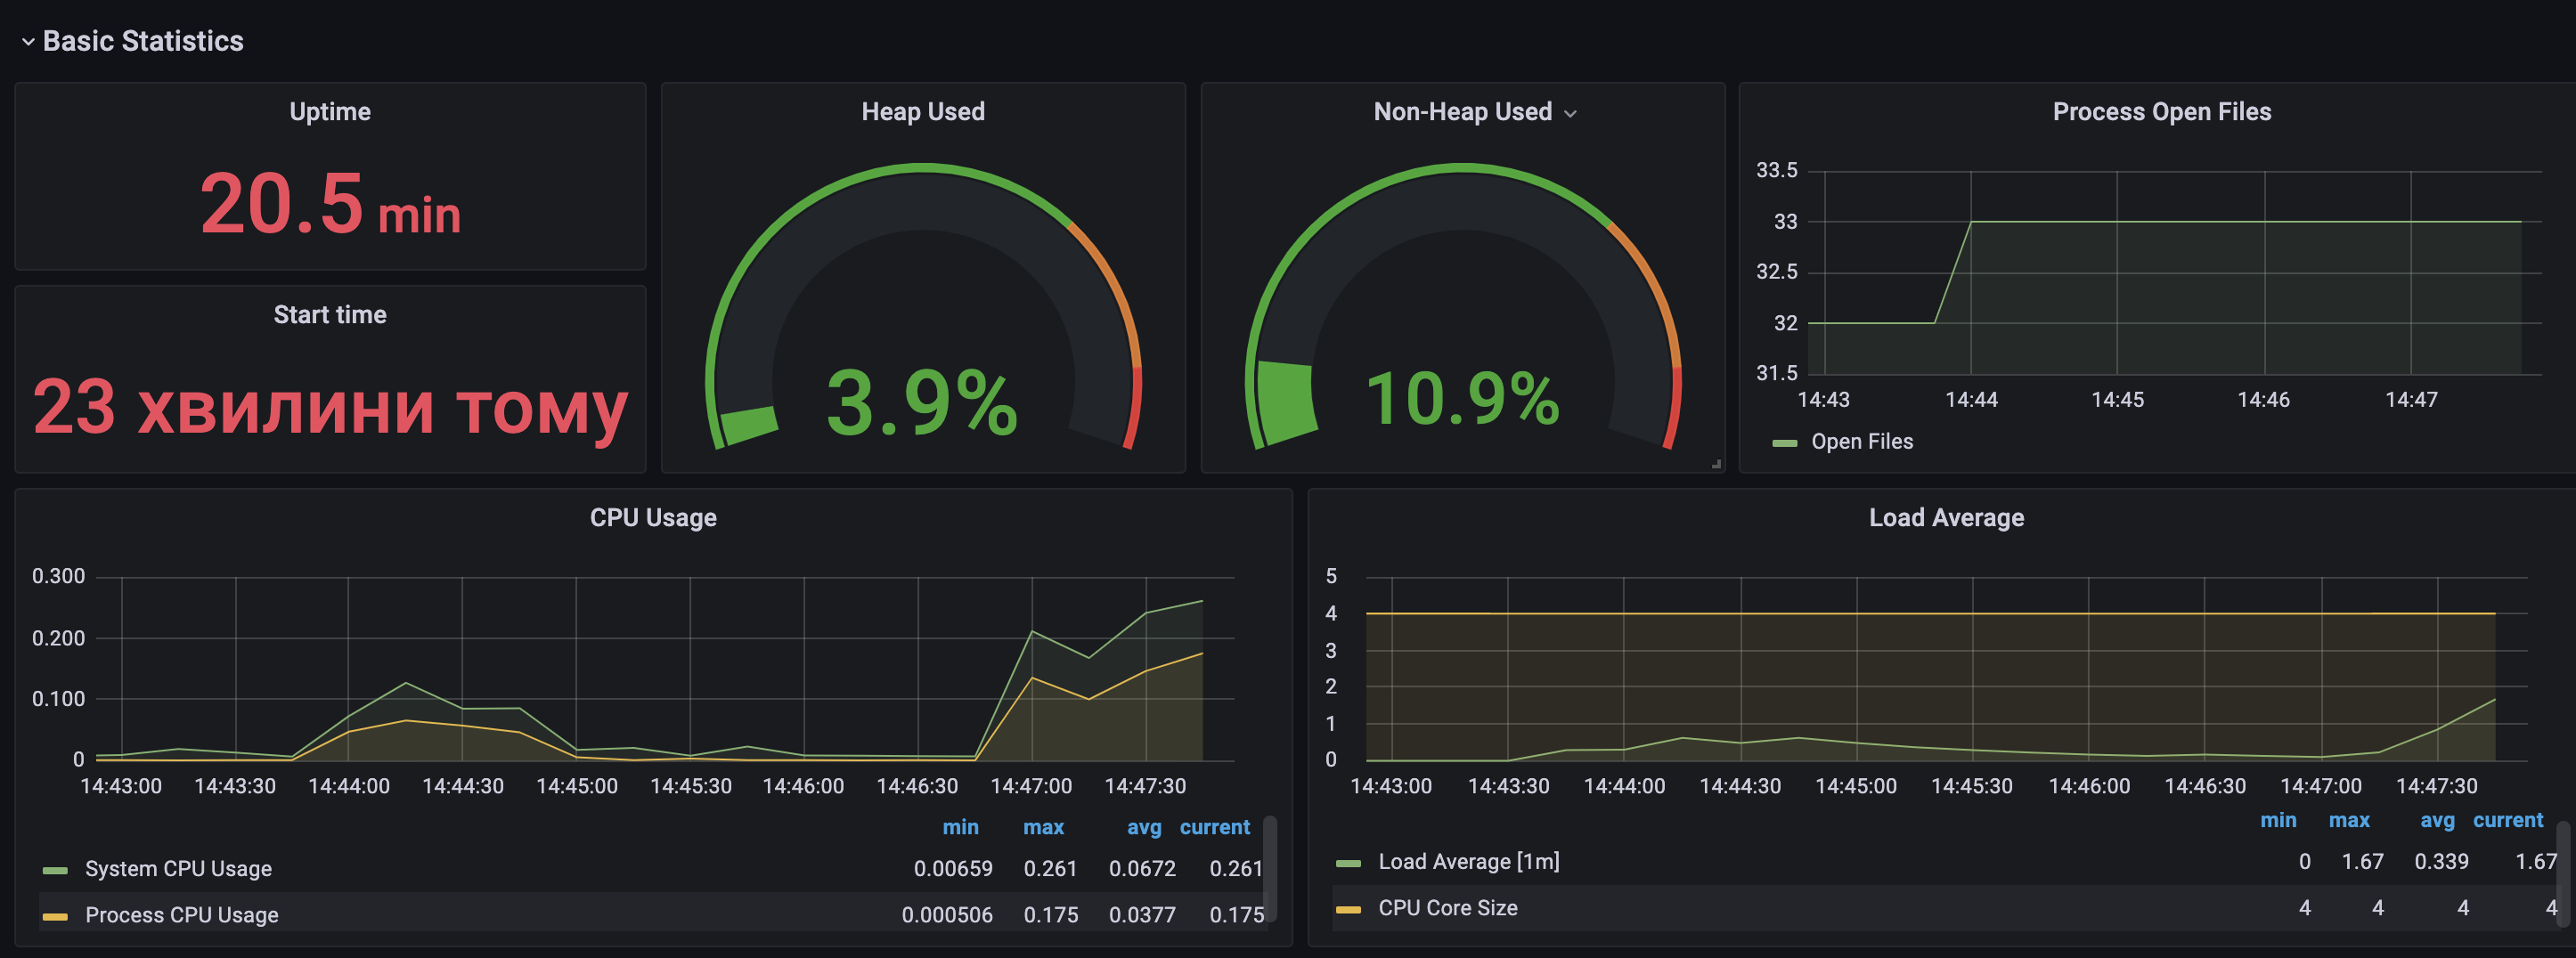 Basic Statistics
Uptime
20.5 min
Start time
23 хвилини тому
Heap Used
3.9%
Non-Heap Used
10.9%
Process Open Files
33.5
33
32.5
32
31.5
14:43 14:44 14:45 14:46 14:47
Open Files
CPU Usage
0.300
0.200
0.100
0
14:43:00 14:43:30 14:44:00 14:44:30 14:45:00 14:45:30 14:46:00 14:46:30 14:47:00 14:47:30
min max avg current
System CPU Usage 0.00659 0.261 0.0672 0.261
Process CPU Usage 0.000506 0.175 0.0377 0.175
Load Average
5
4
3
2
1
0
14:43:00 14:43:30 14:44:00 14:44:30 14:45:00 14:45:30 14:46:00 14:46:30 14:47:00 14:47:30
min max avg current
Load Average [1m] 0 1.67 0.339 1.67
CPU Core Size 4 4 4 4